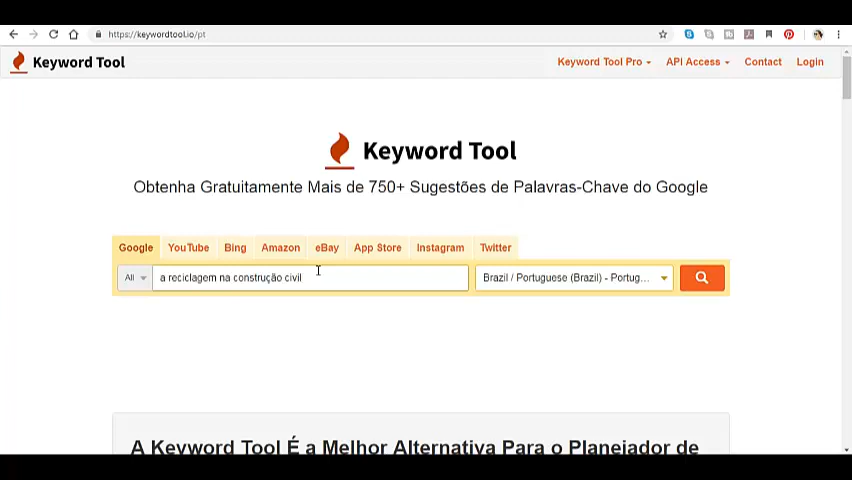 https://keywordtool.io/pt
Keyword Tool
Keyword Tool Pro
API Access
Contact
Login
Keyword Tool
Obtenha Gratuitamente Mais de 750+ Sugestões de Palavras-Chave do Google
Google
YouTube
Bing
Amazon
eBay
App Store
Instagram
Twitter
All
a reciclagem na construção civil
Brazil / Portuguese (Brazil) - Portug...
A Keyword Tool É a Melhor Alternativa Para o Planejador de